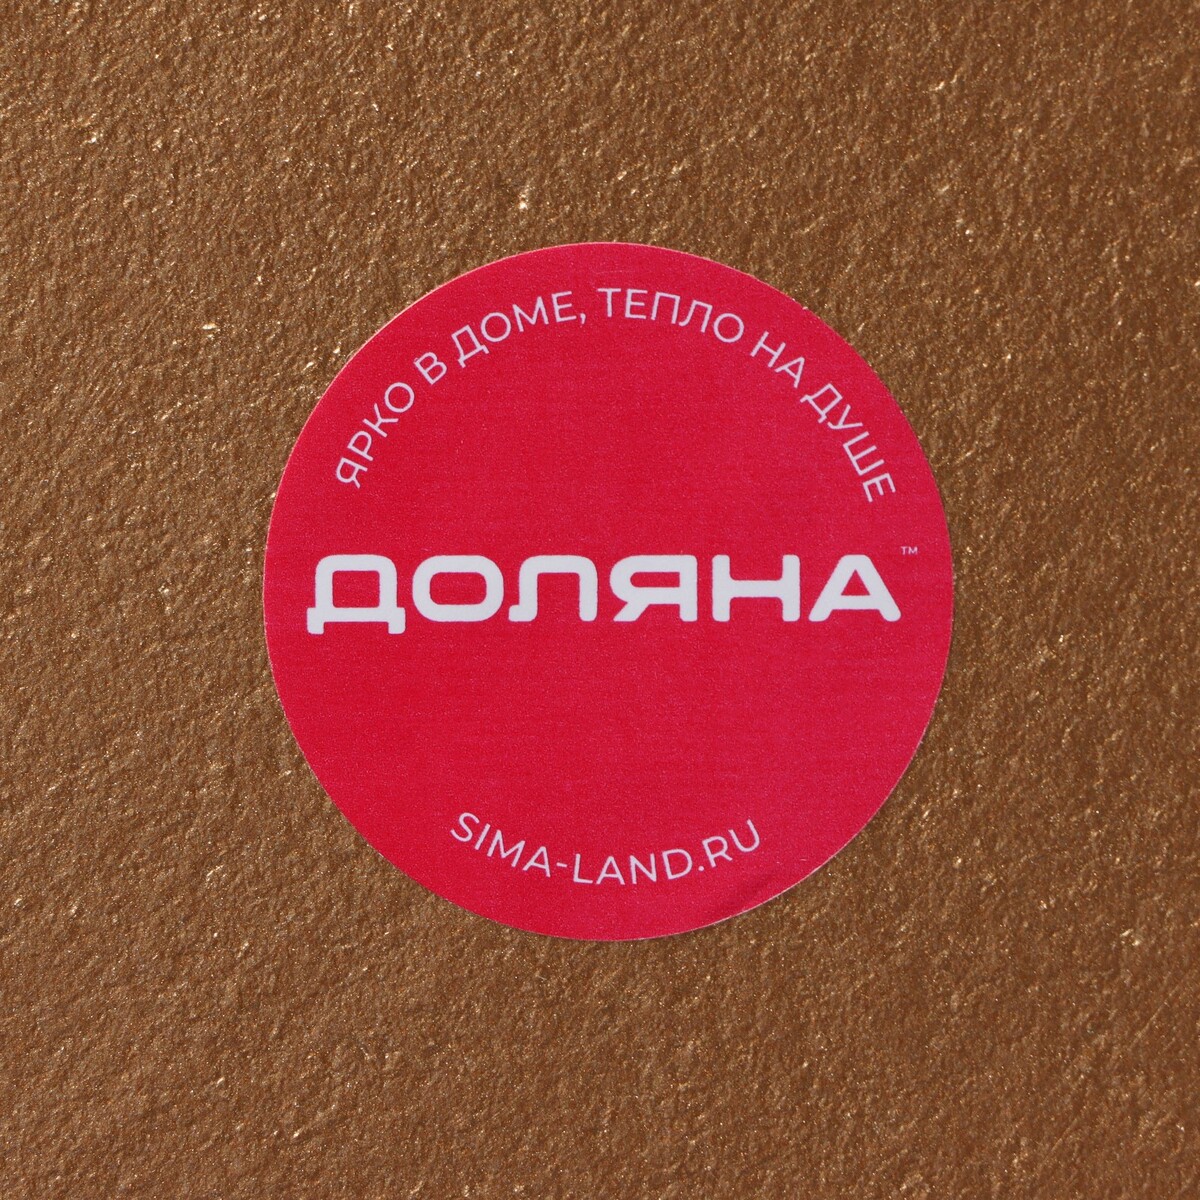 ЯРКО В ДОМЕ, ТЕПЛО НА ДУШЕ
ДОЛЯНА™
SIMA-LAND.RU